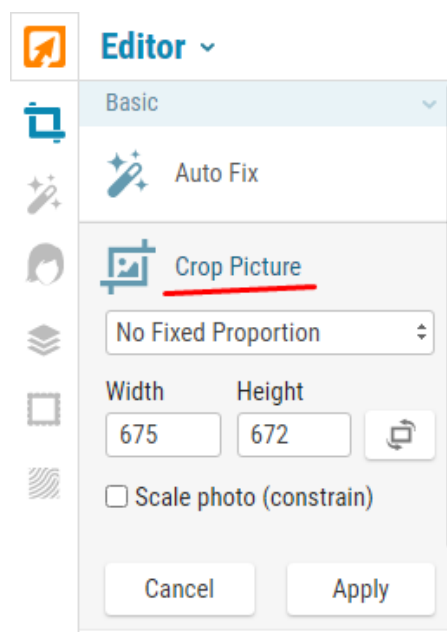 Editor
Basic
Auto Fix
Crop Picture
No Fixed Proportion
Width Height
675 672
Scale photo (constrain)
Cancel Apply